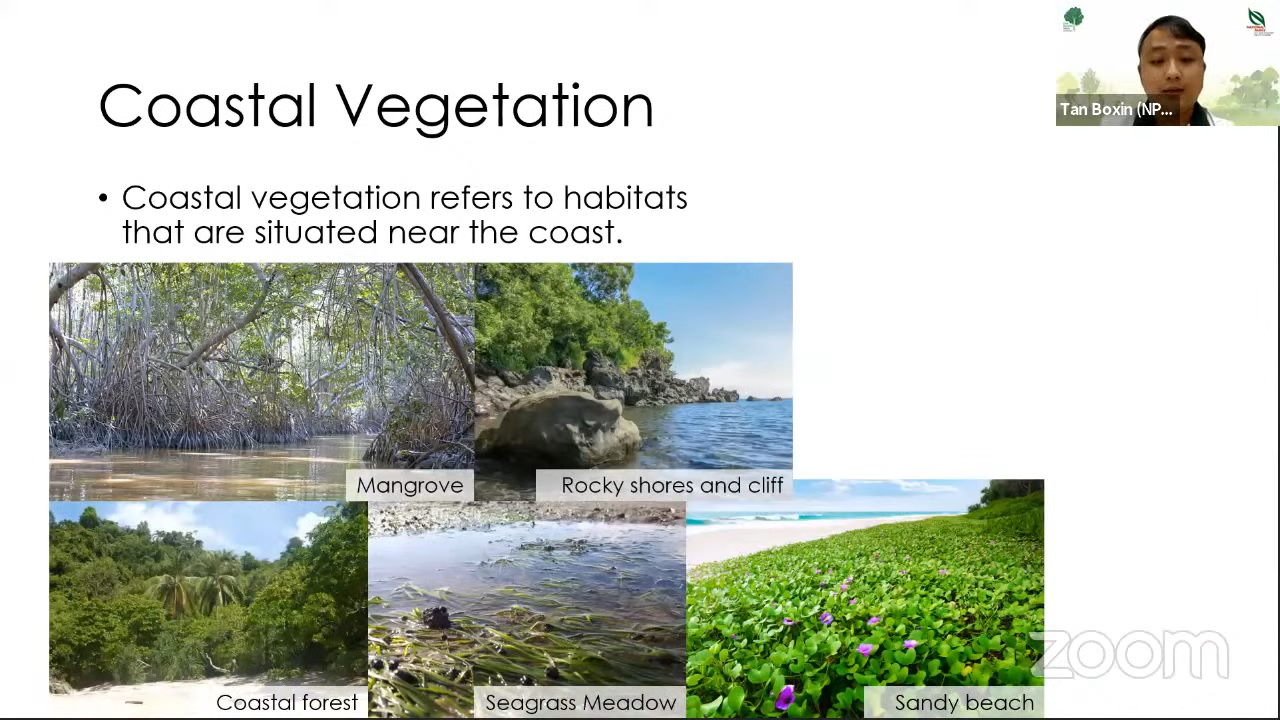 Coastal Vegetation
Tan Boxin (NP...
• Coastal vegetation refers to habitats
that are situated near the coast.
Mangrove
Rocky shores and cliff
Coastal forest
Seagrass Meadow
Sandy beach
zoom